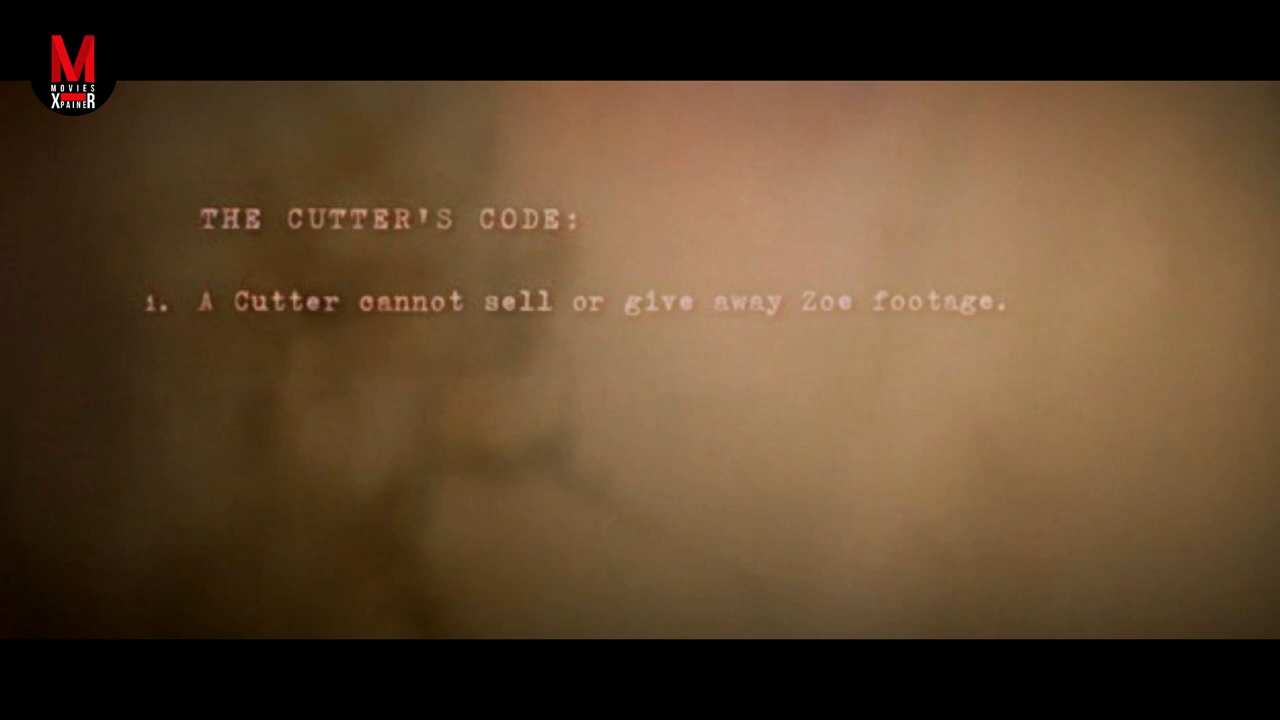 M
MOVIES
XPAINER
THE CUTTER'S CODE:
1. A Cutter cannot sell or give away Zoe footage.